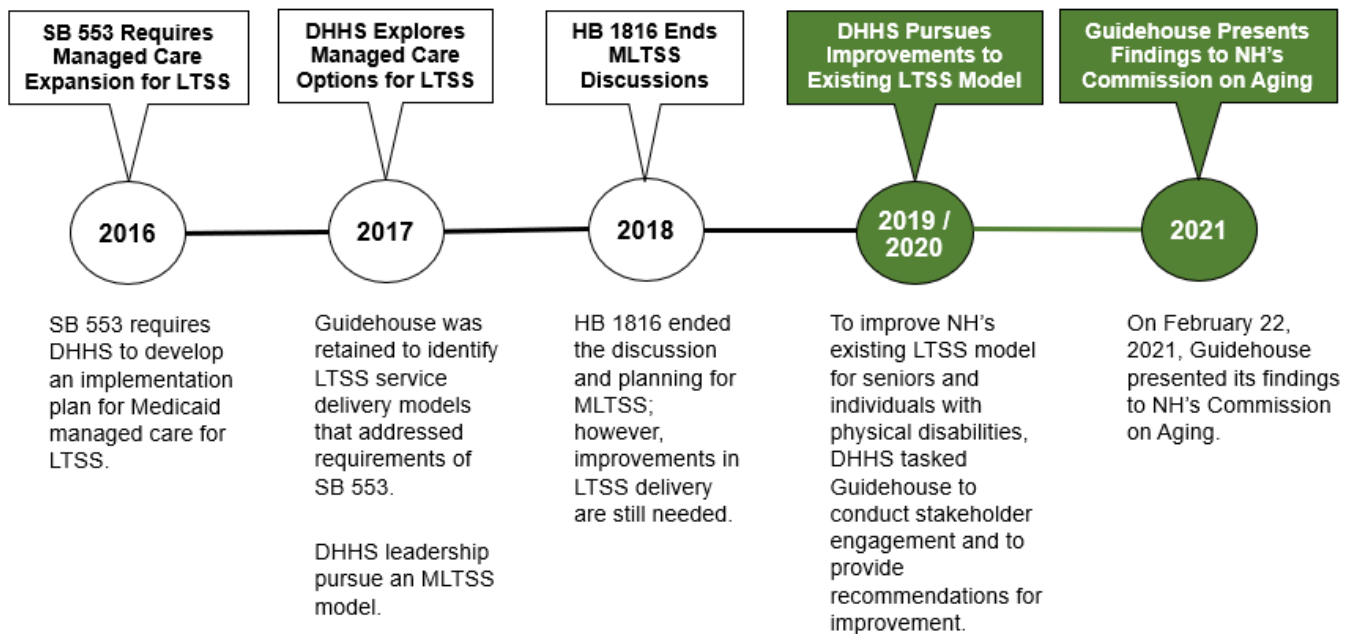 SB 553 Requires
Managed Care
Expansion for LTSS
DHHS Explores
Managed Care
Options for LTSS
HB 1816 Ends
MLTSS
Discussions
DHHS Pursues
Improvements to
Existing LTSS Model
Guidehouse Presents
Findings to NH's
Commission on Aging
2016
2017
2018
2019 /
2020
2021
SB 553 requires
DHHS to develop
an implementation
plan for Medicaid
managed care for
LTSS.
Guidehouse was
retained to identify
LTSS service
delivery models
that addressed
requirements of
SB 553.
DHHS leadership
pursue an MLTSS
model.
HB 1816 ended
the discussion
and planning for
MLTSS;
however,
improvements in
LTSS delivery
are still needed.
To improve NH's
existing LTSS model
for seniors and
individuals with
physical disabilities,
DHHS tasked
Guidehouse to
conduct stakeholder
engagement and to
provide
recommendations for
improvement.
On February 22,
2021, Guidehouse
presented its findings
to NH's Commission
on Aging.